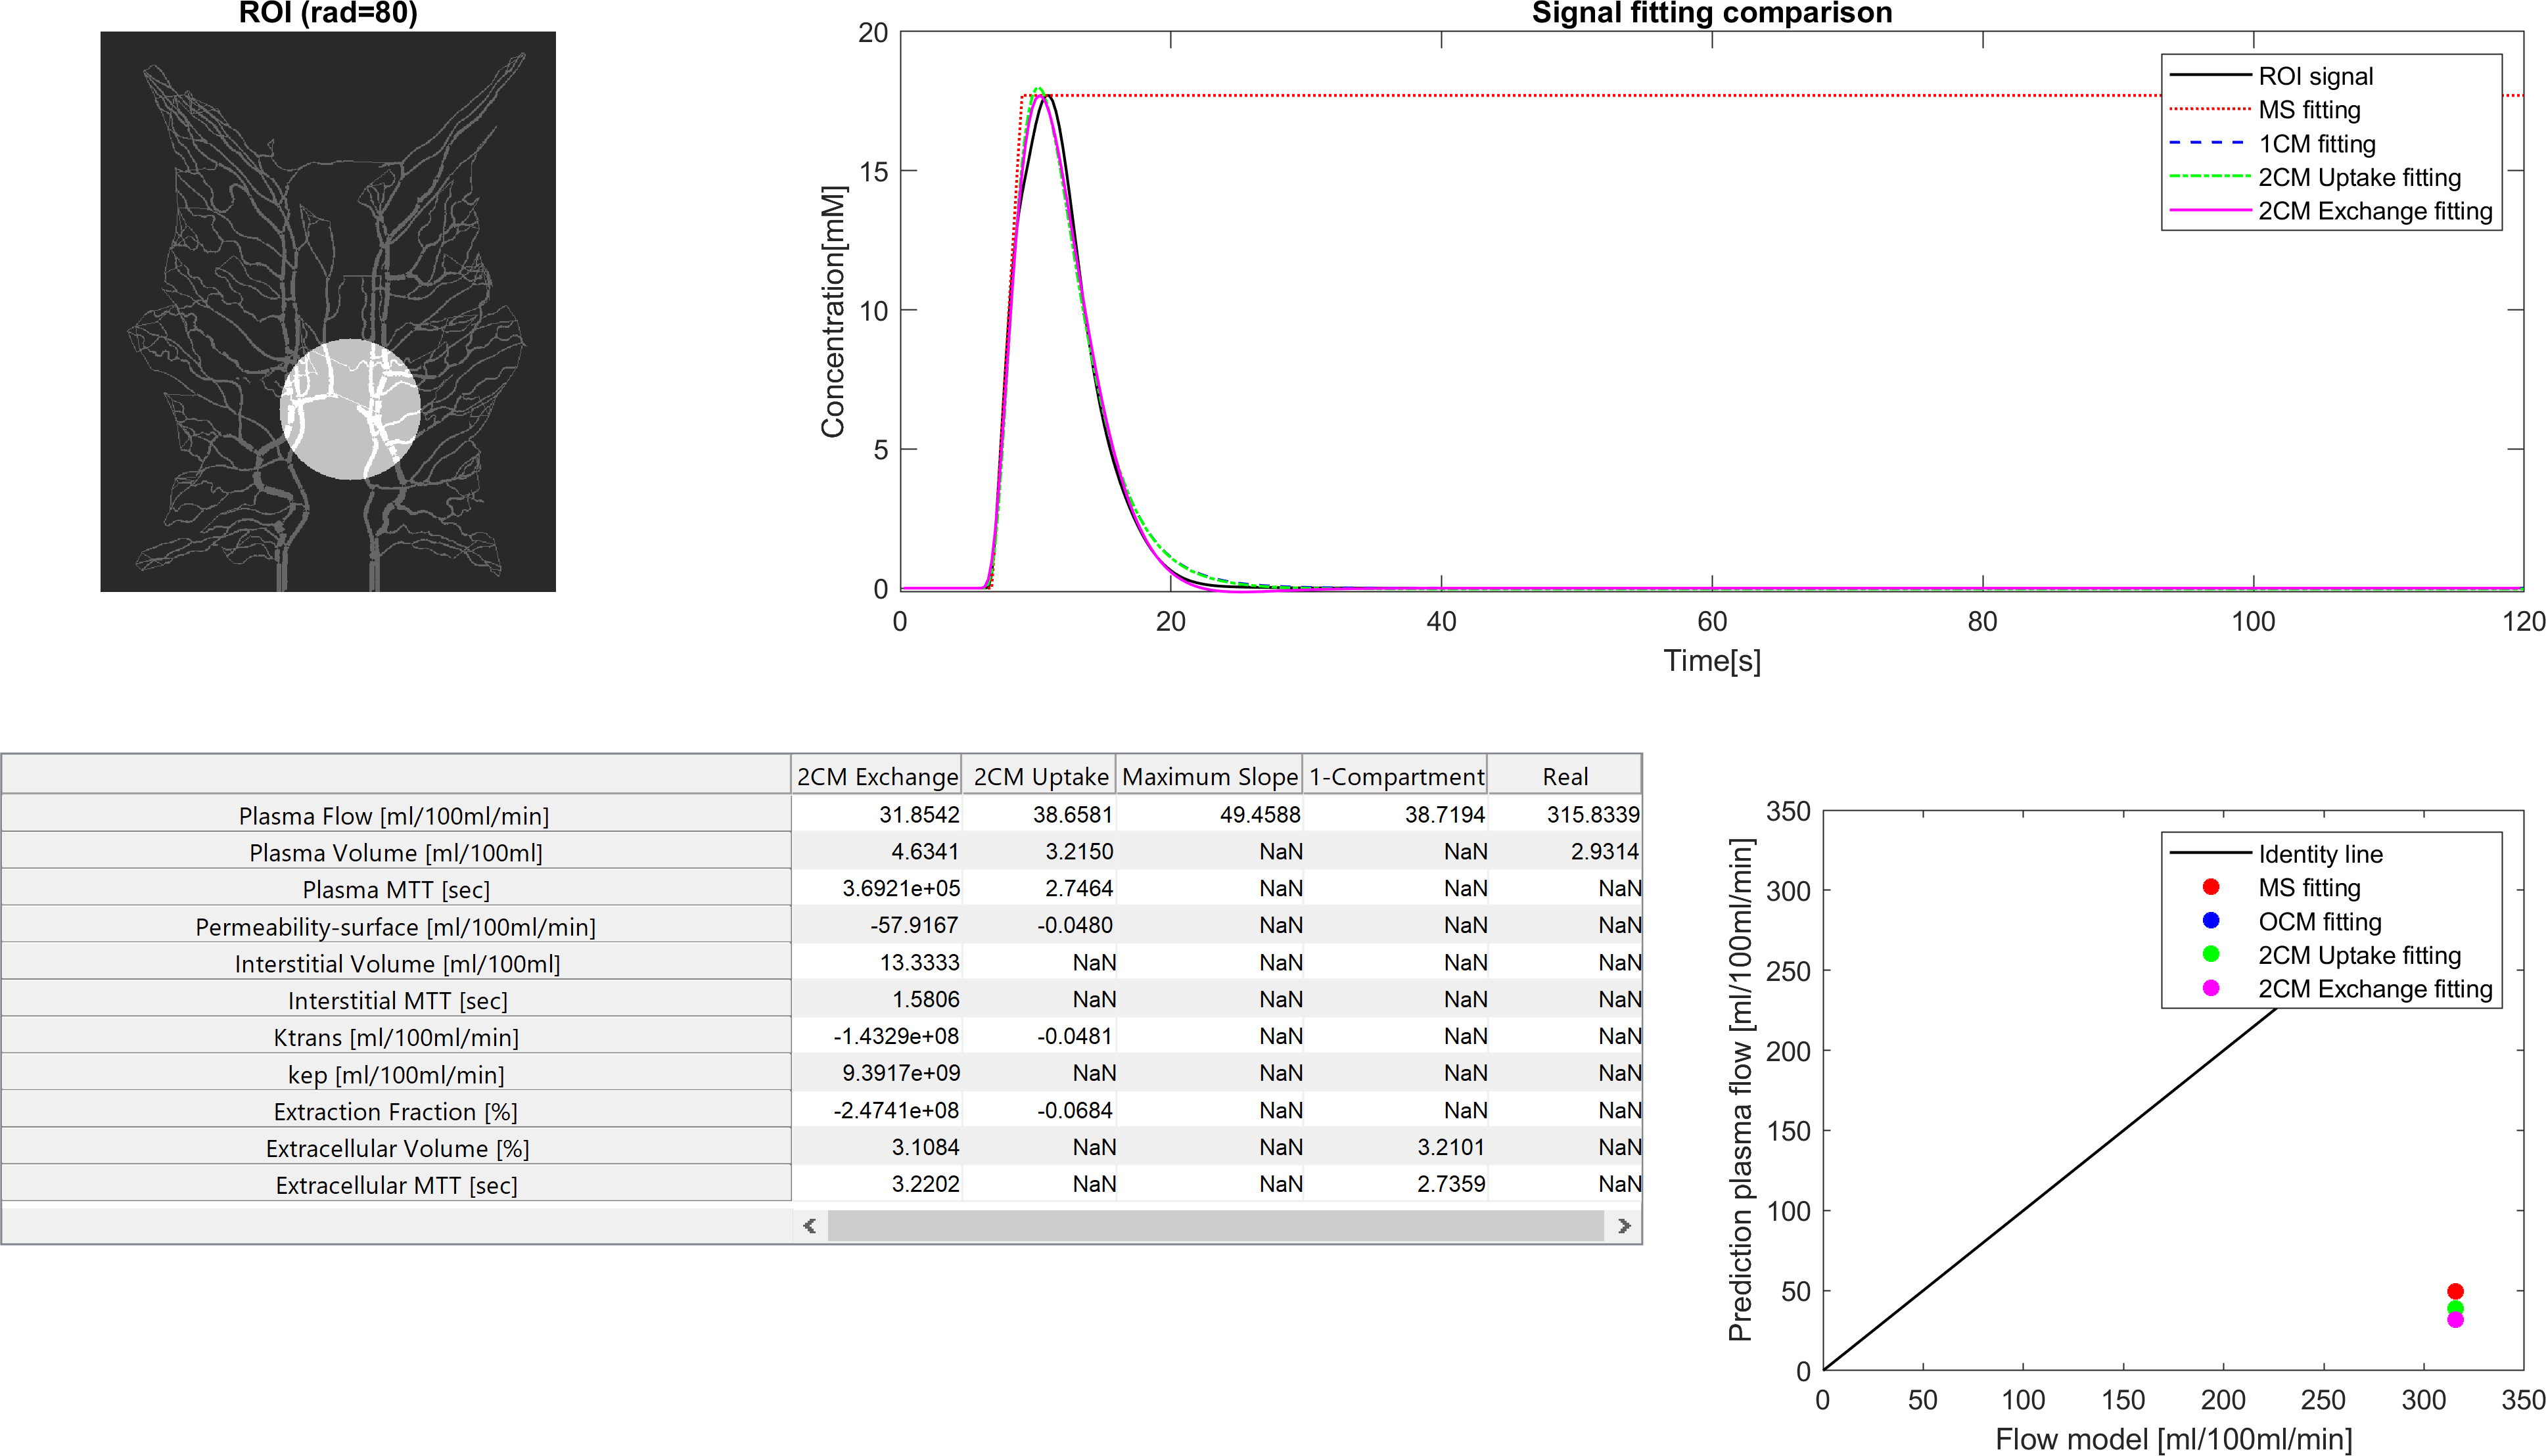 ROI (rad=80)
Signal fitting comparison
20
15
10
5
0
Concentration[mM]
0 20 40 60 80 100 120
Time[s]
ROI signal
MS fitting
1CM fitting
2CM Uptake fitting
2CM Exchange fitting
2CM Exchange 2CM Uptake Maximum Slope 1-Compartment Real
Plasma Flow [ml/100ml/min] 31.8542 38.6581 49.4588 38.7194 315.8339
Plasma Volume [ml/100ml] 4.6341 3.2150 NaN NaN 2.9314
Plasma MTT [sec] 3.6921e+05 2.7464 NaN NaN NaN
Permeability-surface [ml/100ml/min] -57.9167 -0.0480 NaN NaN NaN
Interstitial Volume [ml/100ml] 13.3333 NaN NaN NaN NaN
Interstitial MTT [sec] 1.5806 NaN NaN NaN NaN
Ktrans [ml/100ml/min] -1.4329e+08 -0.0481 NaN NaN NaN
kep [ml/100ml/min] 9.3917e+09 NaN NaN NaN NaN
Extraction Fraction [%] -2.4741e+08 -0.0684 NaN NaN NaN
Extracellular Volume [%] 3.1084 NaN NaN 3.2101 NaN
Extracellular MTT [sec] 3.2202 NaN NaN 2.7359 NaN
350
300
250
200
150
100
50
0
Prediction plasma flow [ml/100ml/min]
Identity line
MS fitting
OCM fitting
2CM Uptake fitting
2CM Exchange fitting
0 50 100 150 200 250 300 350
Flow model [ml/100ml/min]